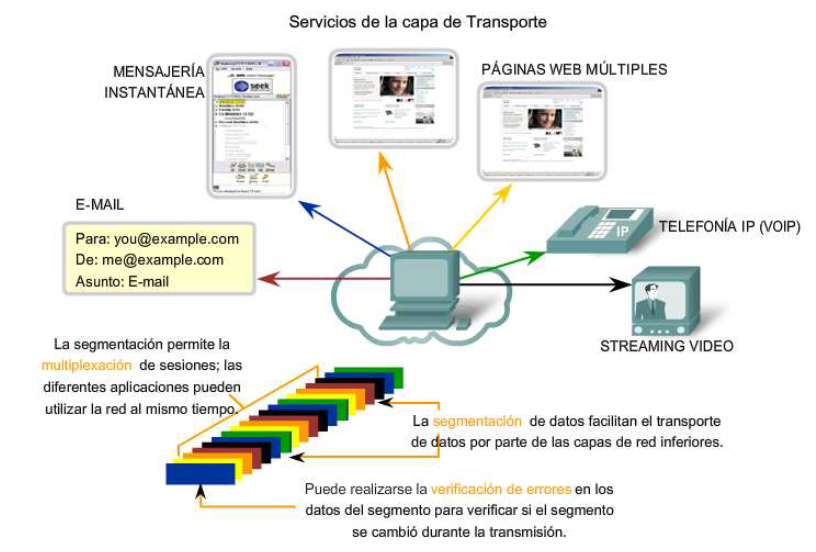 Servicios de la capa de Transporte
MENSAJERÍA
INSTANTÁNEA
seek
PÁGINAS WEB MÚLTIPLES
E-MAIL
Para: you@example.com
De: me@example.com
Asunto: E-mail
IP
TELEFONÍA IP (VOIP)
STREAMING VIDEO
La segmentación permite la
multiplexación de sesiones; las
diferentes aplicaciones pueden
utilizar la red al mismo tiempo.
La segmentación de datos facilitan el transporte
de datos por parte de las capas de red inferiores.
Puede realizarse la verificación de errores en los
datos del segmento para verificar si el segmento
se cambió durante la transmisión.